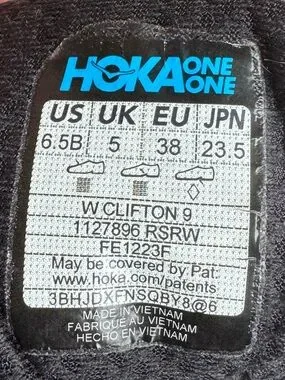 HOKA ONE ONE
US UK EU JPN
6.5B 5 38 23.5
W CLIFTON 9
1127896 RSRW
FE1223F
May be covered by Pat:
www.hoka.com/patents
3BHJDXFNSQBY8@6
MADE IN VIETNAM
FABRIQUÉ AU VIETNAM
HECHO EN VIETNAM